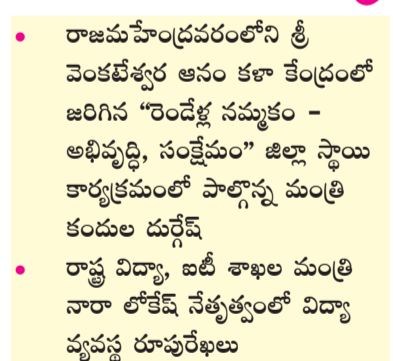 • రాజమహేంద్రవరంలోని శ్రీ
వెంకటేశ్వర ఆనం కళా కేంద్రంలో
జరిగిన “రెండేళ్ల నమ్మకం -
అభివృద్ధి, సంక్షేమం” జిల్లా స్థాయి
కార్యక్రమంలో పాల్గొన్న మంత్రి
కందుల దుర్గేష్
• రాష్ట్ర విద్యా, ఐటీ శాఖల మంత్రి
నారా లోకేష్ నేతృత్వంలో విద్యా
వ్యవస్థ రూపురేఖలు